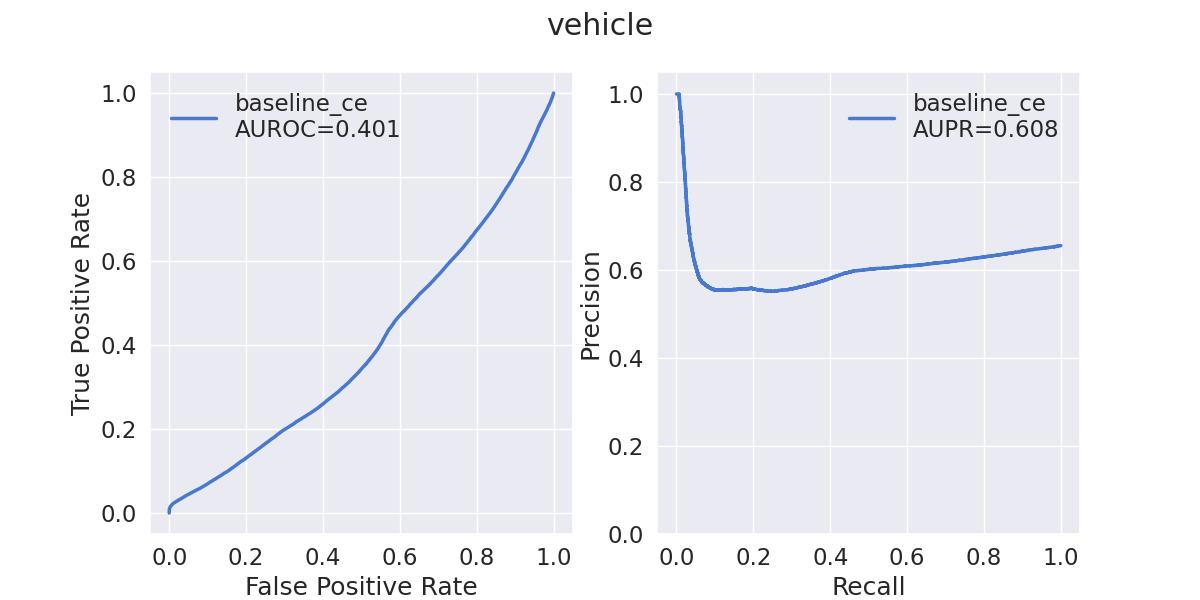 vehicle
True Positive Rate
1.0
0.8
0.6
0.4
0.2
0.0
baseline_ce
AUROC=0.401
0.0 0.2 0.4 0.6 0.8 1.0
False Positive Rate
Precision
1.0
0.8
0.6
0.4
0.2
0.0
baseline_ce
AUPR=0.608
0.0 0.2 0.4 0.6 0.8 1.0
Recall